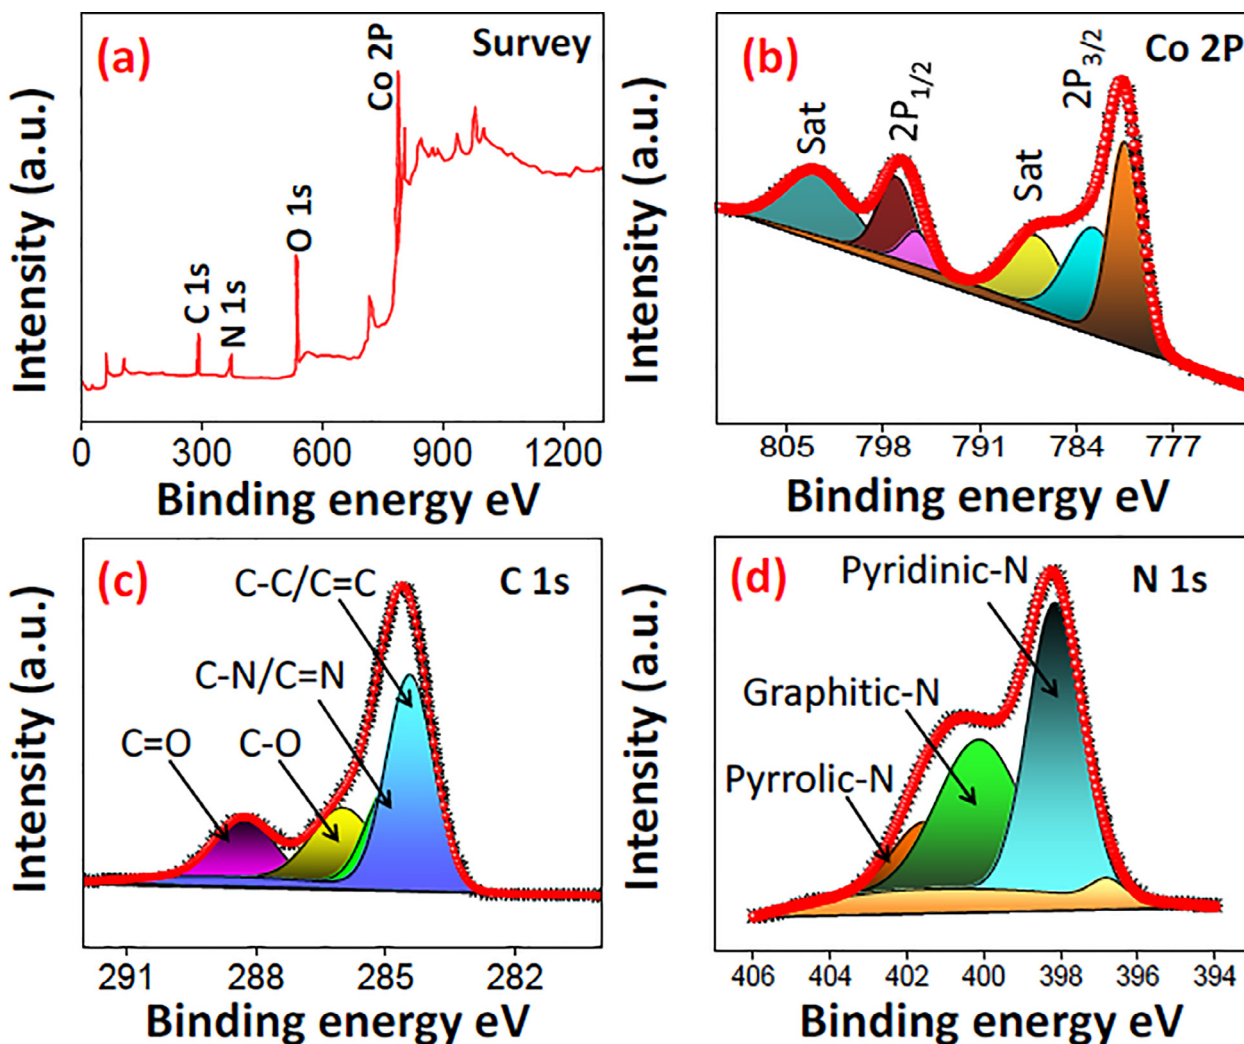 (a)
Survey
Co 2P
O 1s
C 1s
N 1s
Intensity (a.u.)
0 300 600 900 1200
Binding energy eV
(b)
Co 2P
2P3/2
2P1/2
Sat
Sat
Intensity (a.u.)
805 798 791 784 777
Binding energy eV
(c)
C 1s
C-C/C=C
C-N/C=N
C=O
C-O
Intensity (a.u.)
291 288 285 282
Binding energy eV
(d)
N 1s
Pyridinic-N
Graphitic-N
Pyrrolic-N
Intensity (a.u.)
406 404 402 400 398 396 394
Binding energy eV